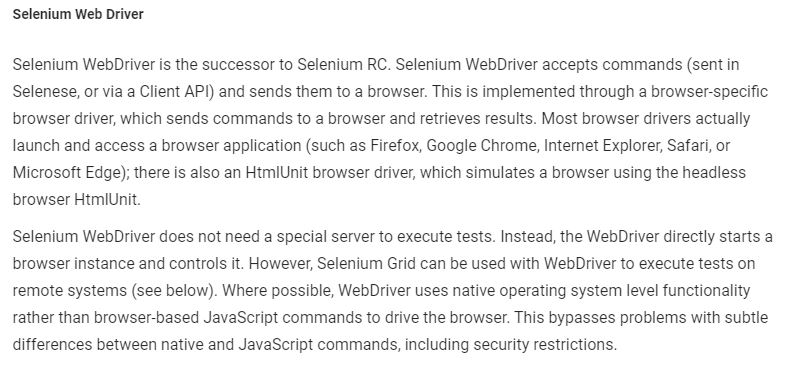 Selenium Web Driver
Selenium WebDriver is the successor to Selenium RC. Selenium WebDriver accepts commands (sent in
Selenese, or via a Client API) and sends them to a browser. This is implemented through a browser-specific
browser driver, which sends commands to a browser and retrieves results. Most browser drivers actually
launch and access a browser application (such as Firefox, Google Chrome, Internet Explorer, Safari, or
Microsoft Edge); there is also an HtmlUnit browser driver, which simulates a browser using the headless
browser HtmlUnit.
Selenium WebDriver does not need a special server to execute tests. Instead, the WebDriver directly starts a
browser instance and controls it. However, Selenium Grid can be used with WebDriver to execute tests on
remote systems (see below). Where possible, WebDriver uses native operating system level functionality
rather than browser-based JavaScript commands to drive the browser. This bypasses problems with subtle
differences between native and JavaScript commands, including security restrictions.